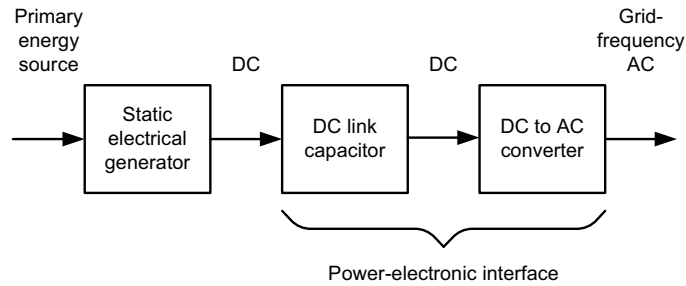 Primary
energy
source
DC
DC
Grid-
frequency
AC
Static
electrical
generator
DC link
capacitor
DC to AC
converter
Power-electronic interface